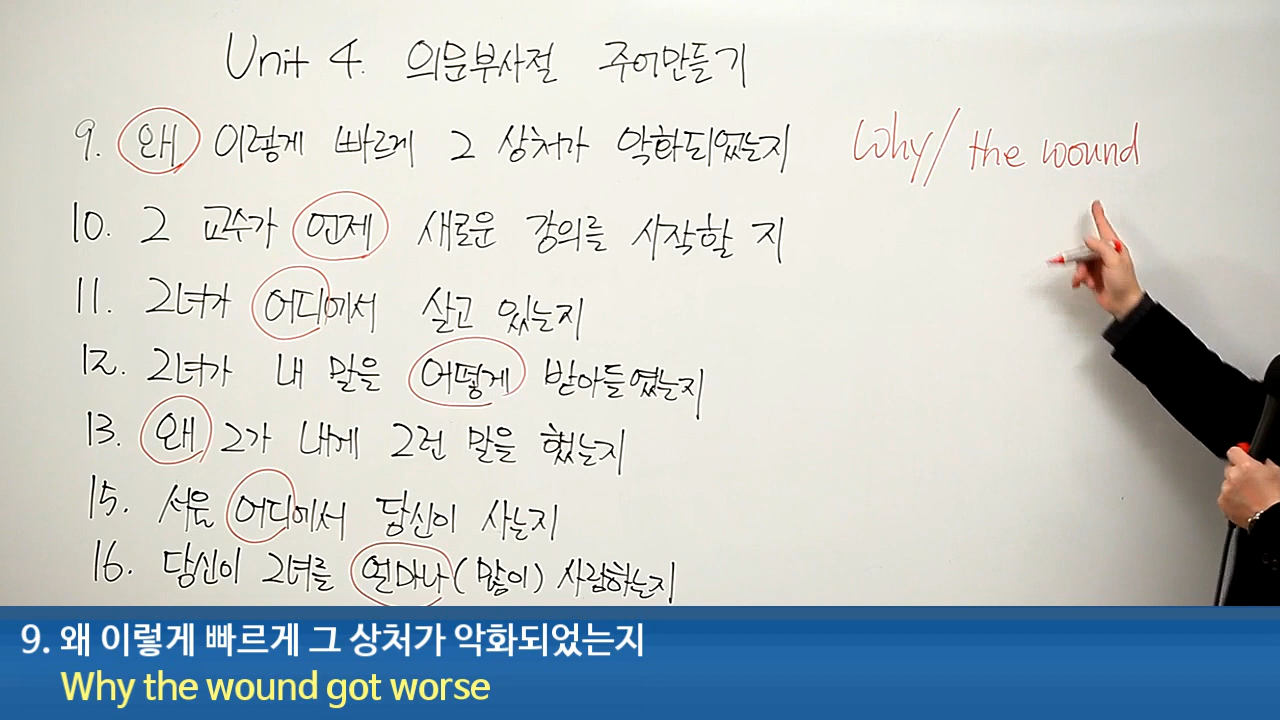 Unit 4. 의문부사절 주어만들기
9. 왜 이렇게 빠르게 그 상처가 악화되었는지 Why / the wound
10. 그 교수가 언제 새로운 강의를 시작할 지
11. 그녀가 어디에서 살고 있는지
12. 그녀가 내 말을 어떻게 받아들였는지
13. 왜 그가 내게 그런 말을 했는지
15. 서울 어디에서 당신이 사는지
16. 당신이 그녀를 얼마나(많이) 사랑하는지
9. 왜 이렇게 빠르게 그 상처가 악화되었는지
Why the wound got worse